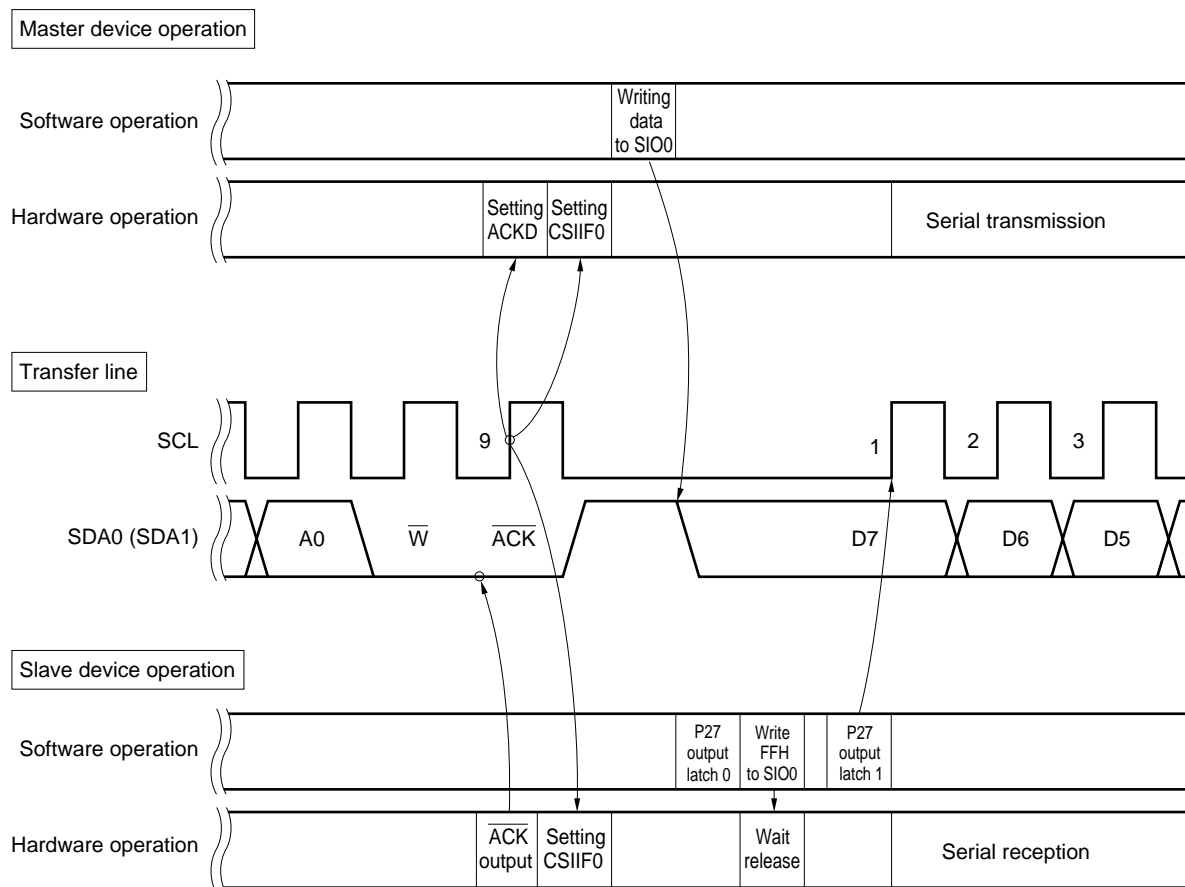 Master device operation
Software operation
Writing
data
to SIO0
Hardware operation
Setting
ACKD
Setting
CSIIF0
Serial transmission
Transfer line
SCL
9
1
2
3
SDA0 (SDA1)
A0
W
ACK
D7
D6
D5
Slave device operation
Software operation
P27
output
latch 0
Write
FFH
to SIO0
P27
output
latch 1
Hardware operation
ACK
output
Setting
CSIIF0
Wait
release
Serial reception